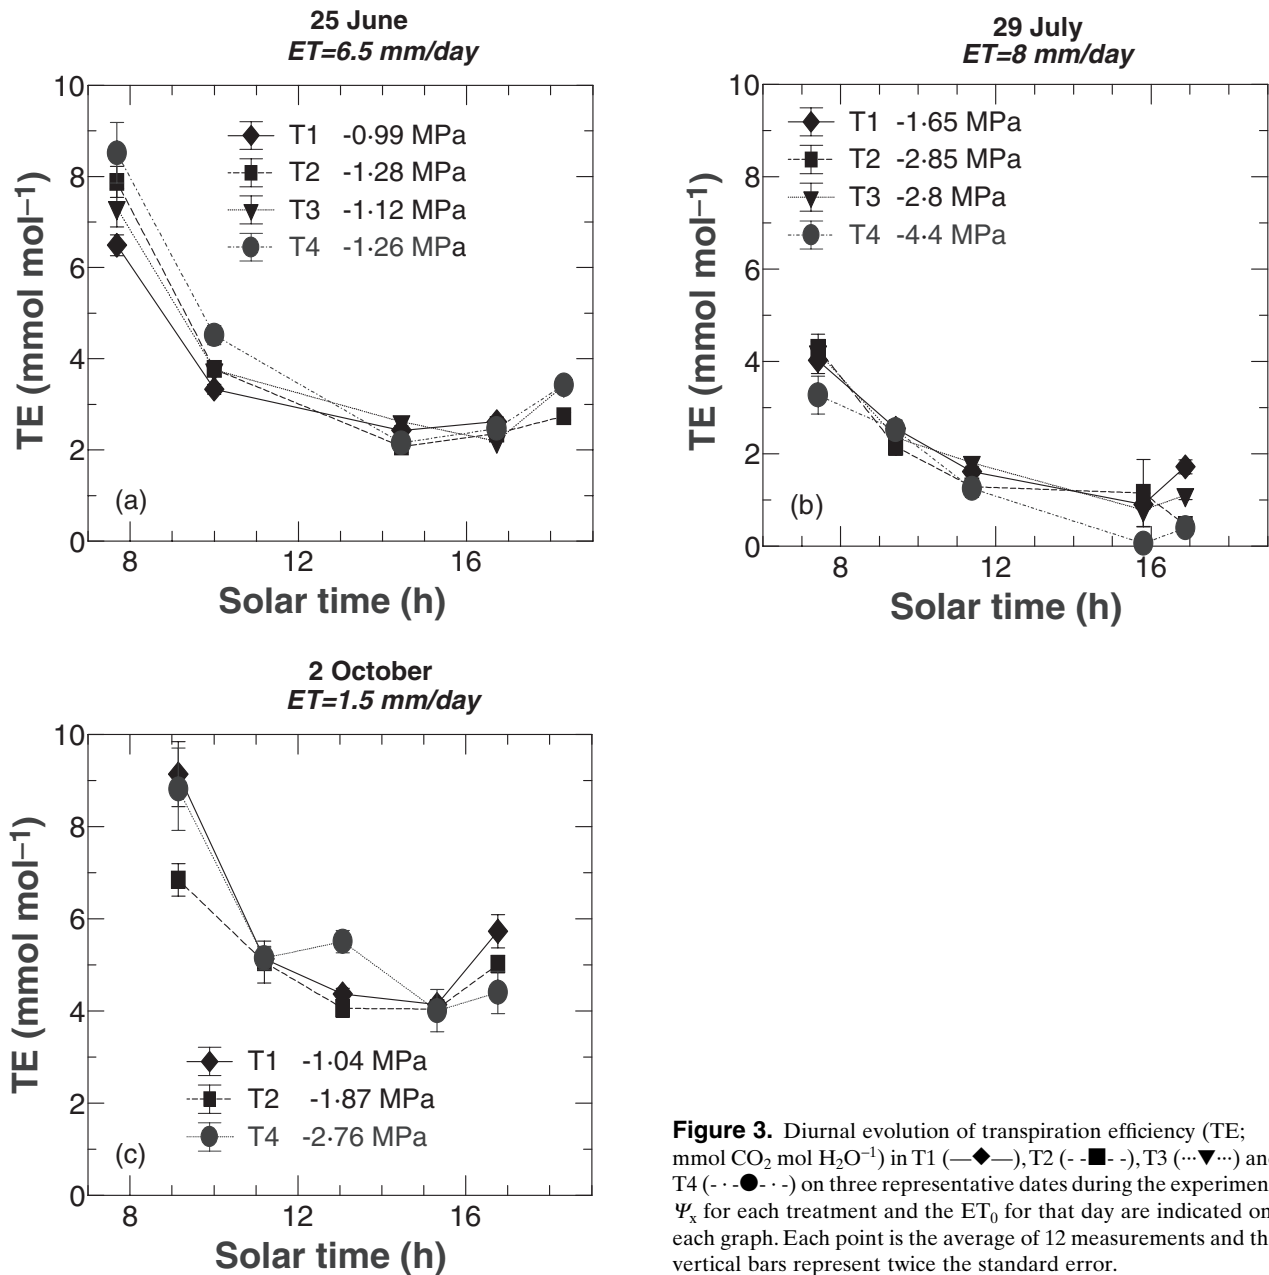 25 June
ET=6.5 mm/day
10
8
6
4
2
0
TE (mmol mol−1)
T1 -0·99 MPa
T2 -1·28 MPa
T3 -1·12 MPa
T4 -1·26 MPa
(a)
8 12 16
Solar time (h)
29 July
ET=8 mm/day
10
8
6
4
2
0
TE (mmol mol−1)
T1 -1·65 MPa
T2 -2·85 MPa
T3 -2·8 MPa
T4 -4·4 MPa
(b)
8 12 16
Solar time (h)
2 October
ET=1.5 mm/day
10
8
6
4
2
0
TE (mmol mol−1)
T1 -1·04 MPa
T2 -1·87 MPa
T4 -2·76 MPa
(c)
8 12 16
Solar time (h)
Figure 3. Diurnal evolution of transpiration efficiency (TE;
mmol CO2 mol H2O−1) in T1 (—◆—), T2 (- -■- -), T3 (···▼···) and
T4 (- · -●- · -) on three representative dates during the experimen
Ψx for each treatment and the ET0 for that day are indicated on
each graph. Each point is the average of 12 measurements and th
vertical bars represent twice the standard error.